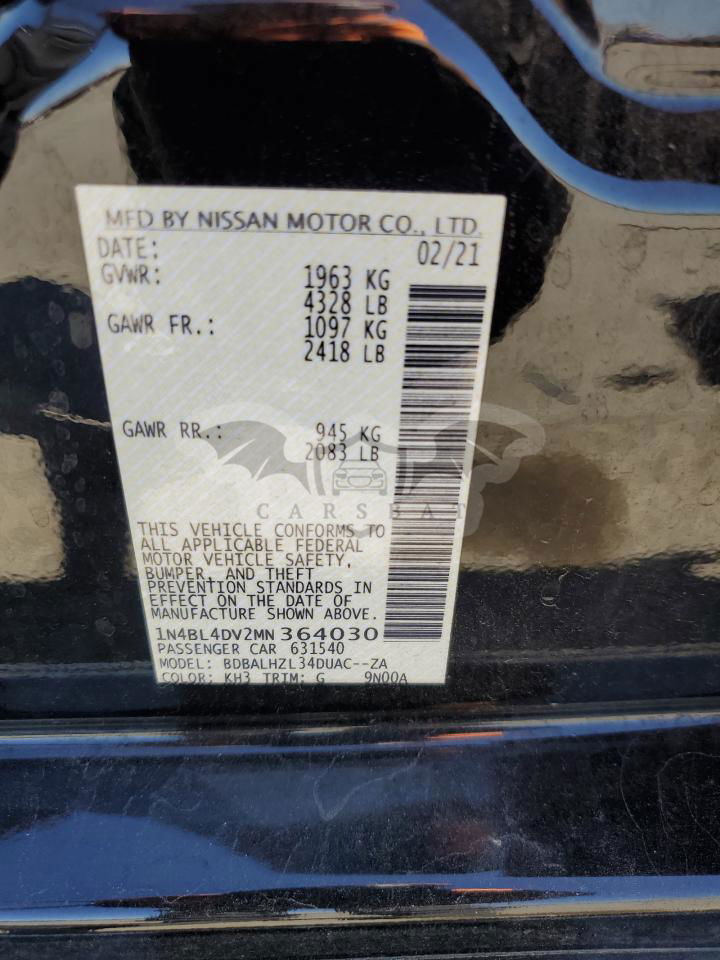 MFD BY NISSAN MOTOR CO., LTD.
DATE: 02/21
GVWR: 1963 KG
4328 LB
GAWR FR.: 1097 KG
2418 LB
GAWR RR.: 945 KG
2083 LB
CARSBAT
THIS VEHICLE CONFORMS TO
ALL APPLICABLE FEDERAL
MOTOR VEHICLE SAFETY,
BUMPER, AND THEFT
PREVENTION STANDARDS IN
EFFECT ON THE DATE OF
MANUFACTURE SHOWN ABOVE.
1N4BL4DV2MN364030
PASSENGER CAR 631540
MODEL: BDBALHZL34DUAC--ZA
COLOR: KH3 TRIM: G 9N00A